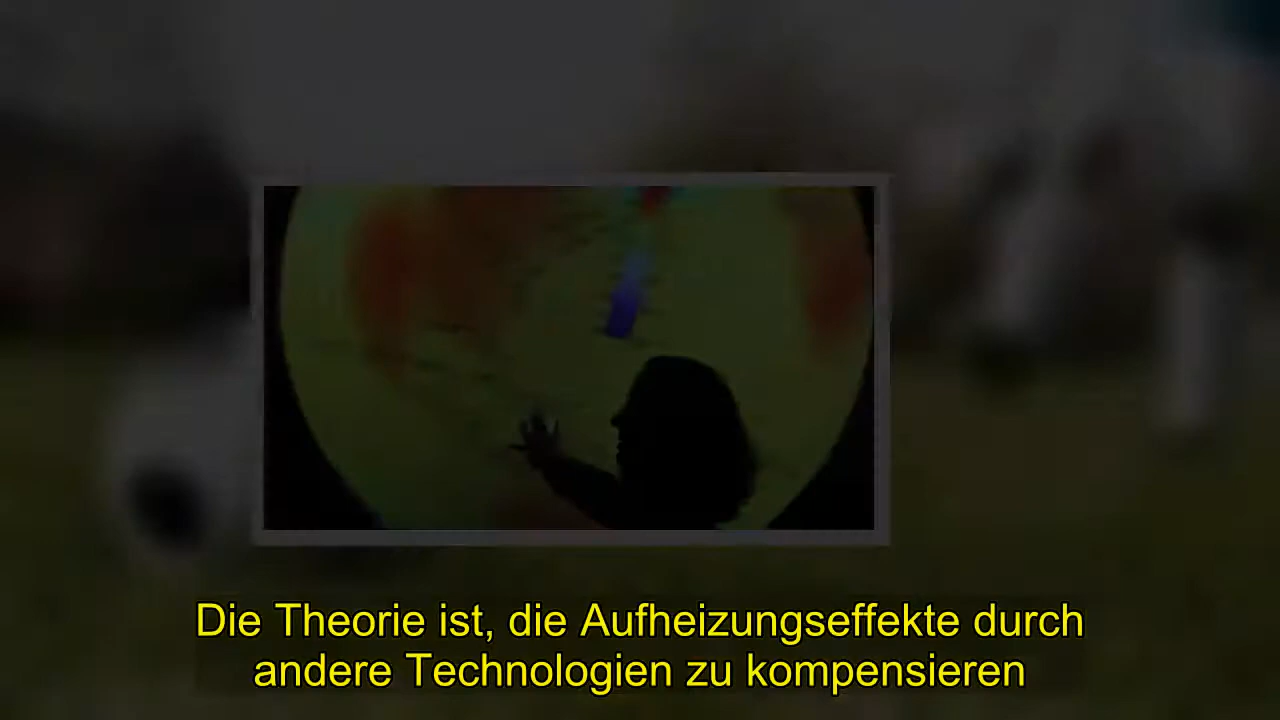 Die Theorie ist, die Aufheizungseffekte durch
andere Technologien zu kompensieren